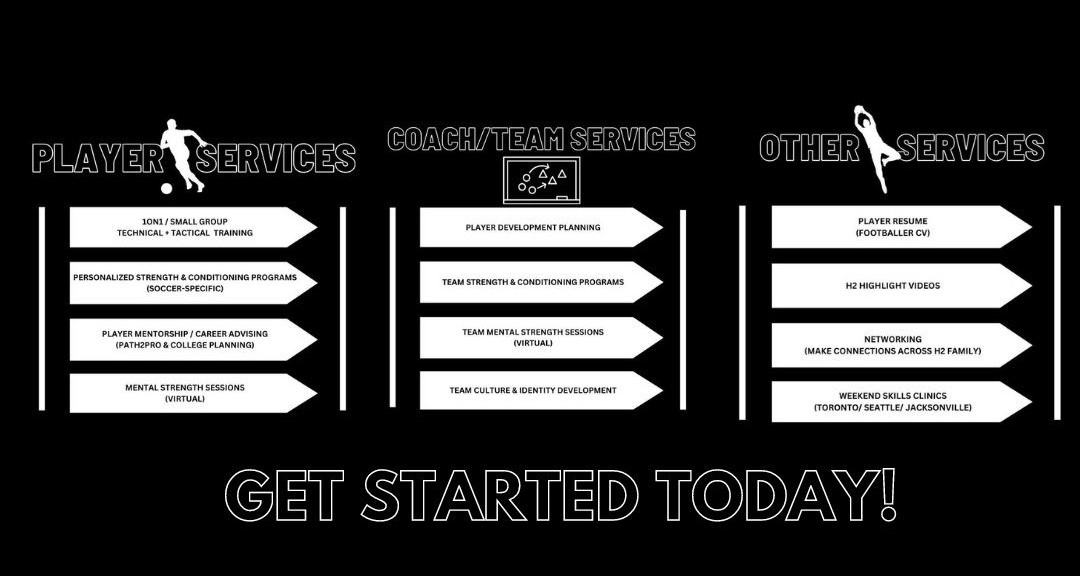 PLAYER SERVICES
1ON1 / SMALL GROUP
TECHNICAL + TACTICAL TRAINING
PERSONALIZED STRENGTH & CONDITIONING PROGRAMS
(SOCCER-SPECIFIC)
PLAYER MENTORSHIP / CAREER ADVISING
(PATH2PRO & COLLEGE PLANNING)
MENTAL STRENGTH SESSIONS
(VIRTUAL)
COACH/TEAM SERVICES
PLAYER DEVELOPMENT PLANNING
TEAM STRENGTH & CONDITIONING PROGRAMS
TEAM MENTAL STRENGTH SESSIONS
(VIRTUAL)
TEAM CULTURE & IDENTITY DEVELOPMENT
OTHER SERVICES
PLAYER RESUME
(FOOTBALLER CV)
H2 HIGHLIGHT VIDEOS
NETWORKING
(MAKE CONNECTIONS ACROSS H2 FAMILY)
WEEKEND SKILLS CLINICS
(TORONTO/ SEATTLE/ JACKSONVILLE)
GET STARTED TODAY!